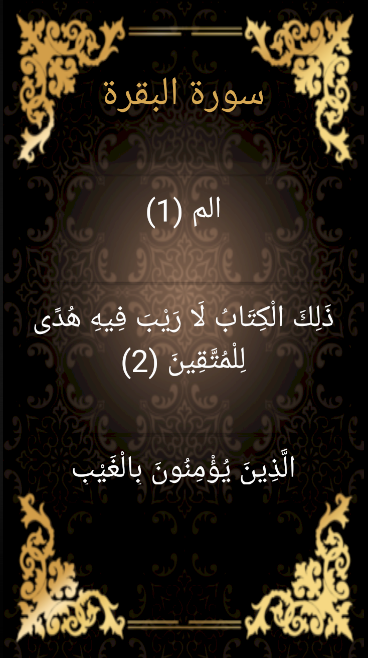 سورة البقرة
الم (1)
ذَلِكَ الْكِتَابُ لَا رَيْبَ فِيهِ هُدًى
لِلْمُتَّقِينَ (2)
الَّذِينَ يُؤْمِنُونَ بِالْغَيْب